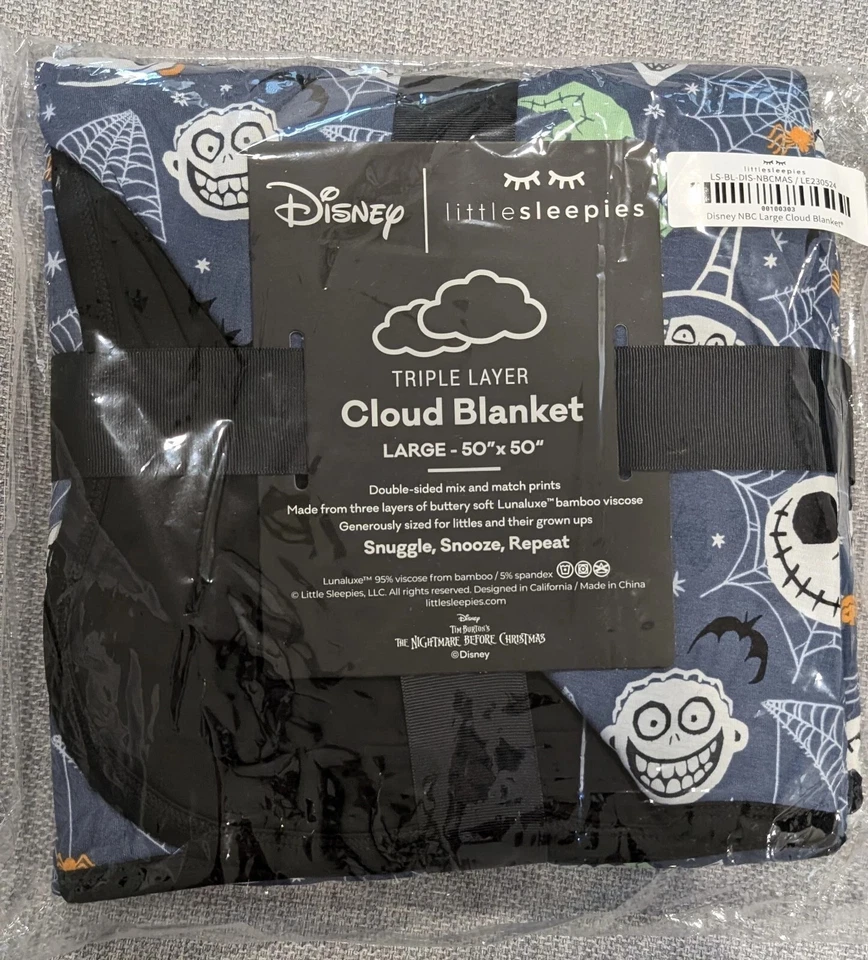 Disney
littlesleepies
littlesleepies
LS-BL-DIS-NBCMAS / LE230524
00100303
Disney NBC Large Cloud Blanket®
TRIPLE LAYER
Cloud Blanket
LARGE - 50” x 50“
Double-sided mix and match prints
Made from three layers of buttery soft Lunaluxe™ bamboo viscose
Generously sized for littles and their grown ups
Snuggle, Snooze, Repeat
Lunaluxe™ 95% viscose from bamboo / 5% spandex
© Little Sleepies, LLC. All rights reserved. Designed in California / Made in China
littlesleepies.com
Disney
TIM BURTON'S
THE NIGHTMARE BEFORE CHRISTMAS
©Disney